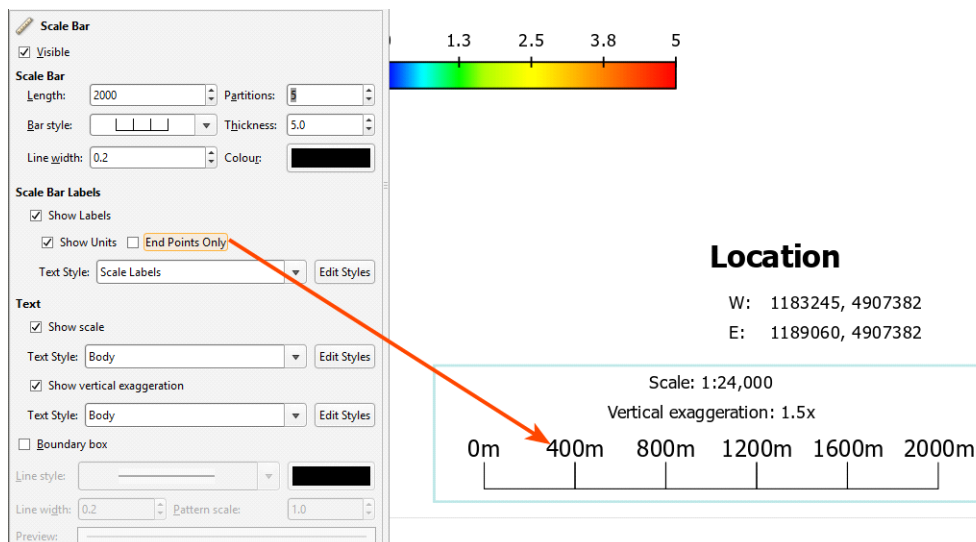 Scale Bar
Visible
Scale Bar
Length: 2000 Partitions: 5
Bar style: Thickness: 5.0
Line width: 0.2 Colour:
Scale Bar Labels
Show Labels
Show Units End Points Only
Text Style: Scale Labels Edit Styles
Text
Show scale
Text Style: Body Edit Styles
Show vertical exaggeration
Text Style: Body Edit Styles
Boundary box
Line style:
Line width: 0.2 Pattern scale: 1.0
Preview:
1.3 2.5 3.8 5
Location
W: 1183245, 4907382
E: 1189060, 4907382
Scale: 1:24,000
Vertical exaggeration: 1.5x
0m 400m 800m 1200m 1600m 2000m